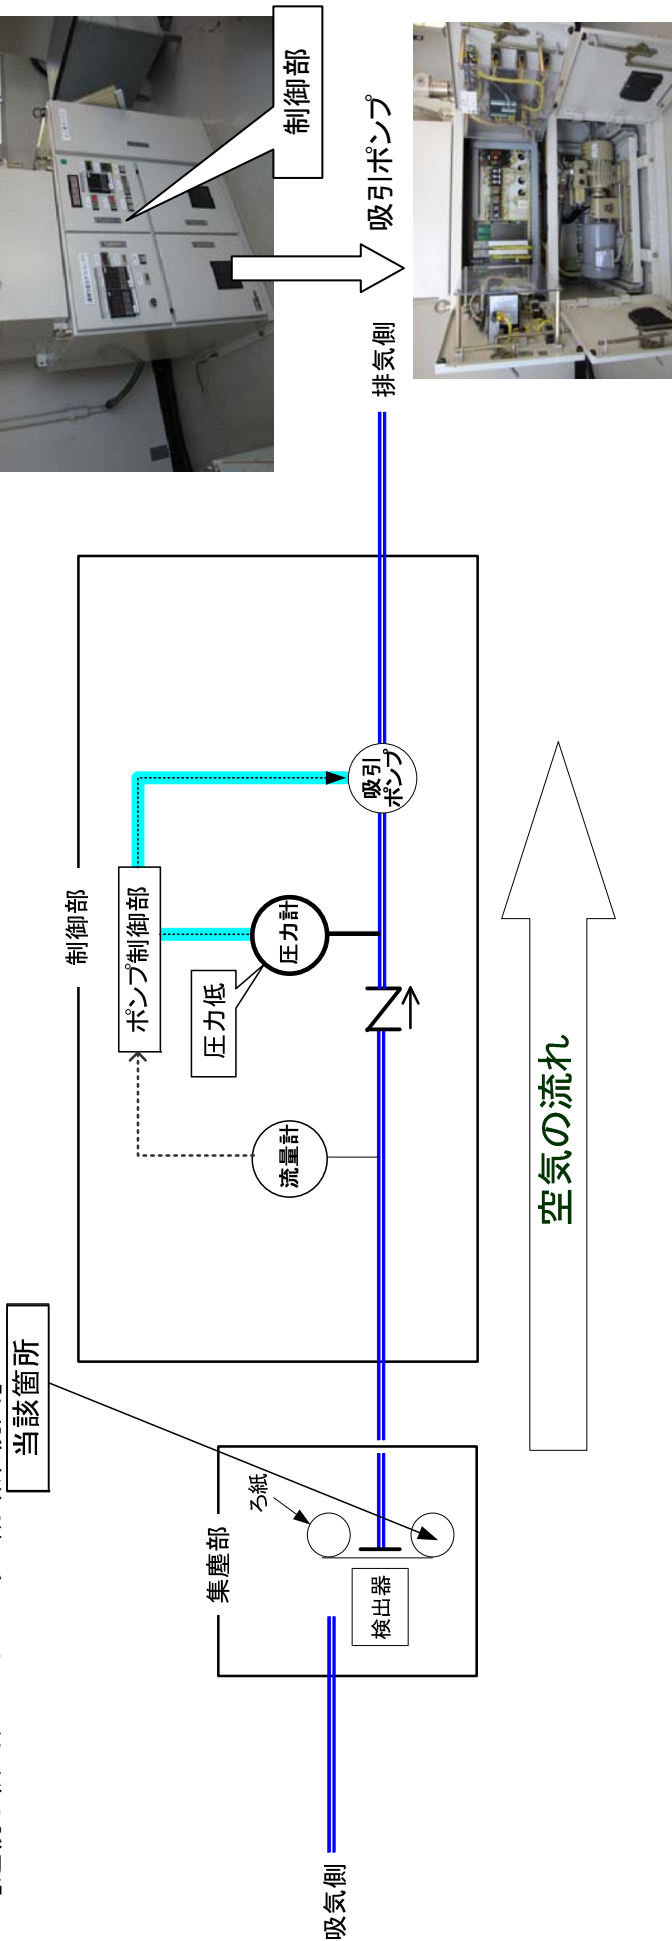 当該箇所
吸気側
集塵部
ろ紙
検出器
制御部
流量計
ポンプ制御部
圧力低
圧力計
吸引
ポンプ
排気側
空気の流れ
制御部
吸引ポンプ